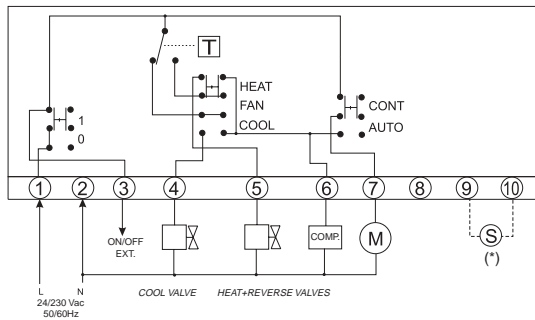 T
HEAT
FAN
COOL
CONT
AUTO
1
0
1 2 3 4 5 6 7 8 9 10
ON/OFF
EXT.
COMP.
M
S
(*)
L N
24/230 Vac
50/60Hz
COOL VALVE HEAT+REVERSE VALVES